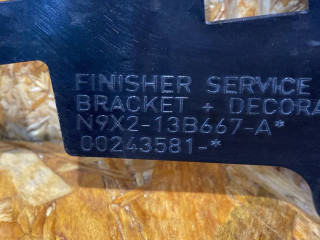 FINISHER SERVICE
BRACKET + DECORA
N9X2-13B667-A*
00243581-*